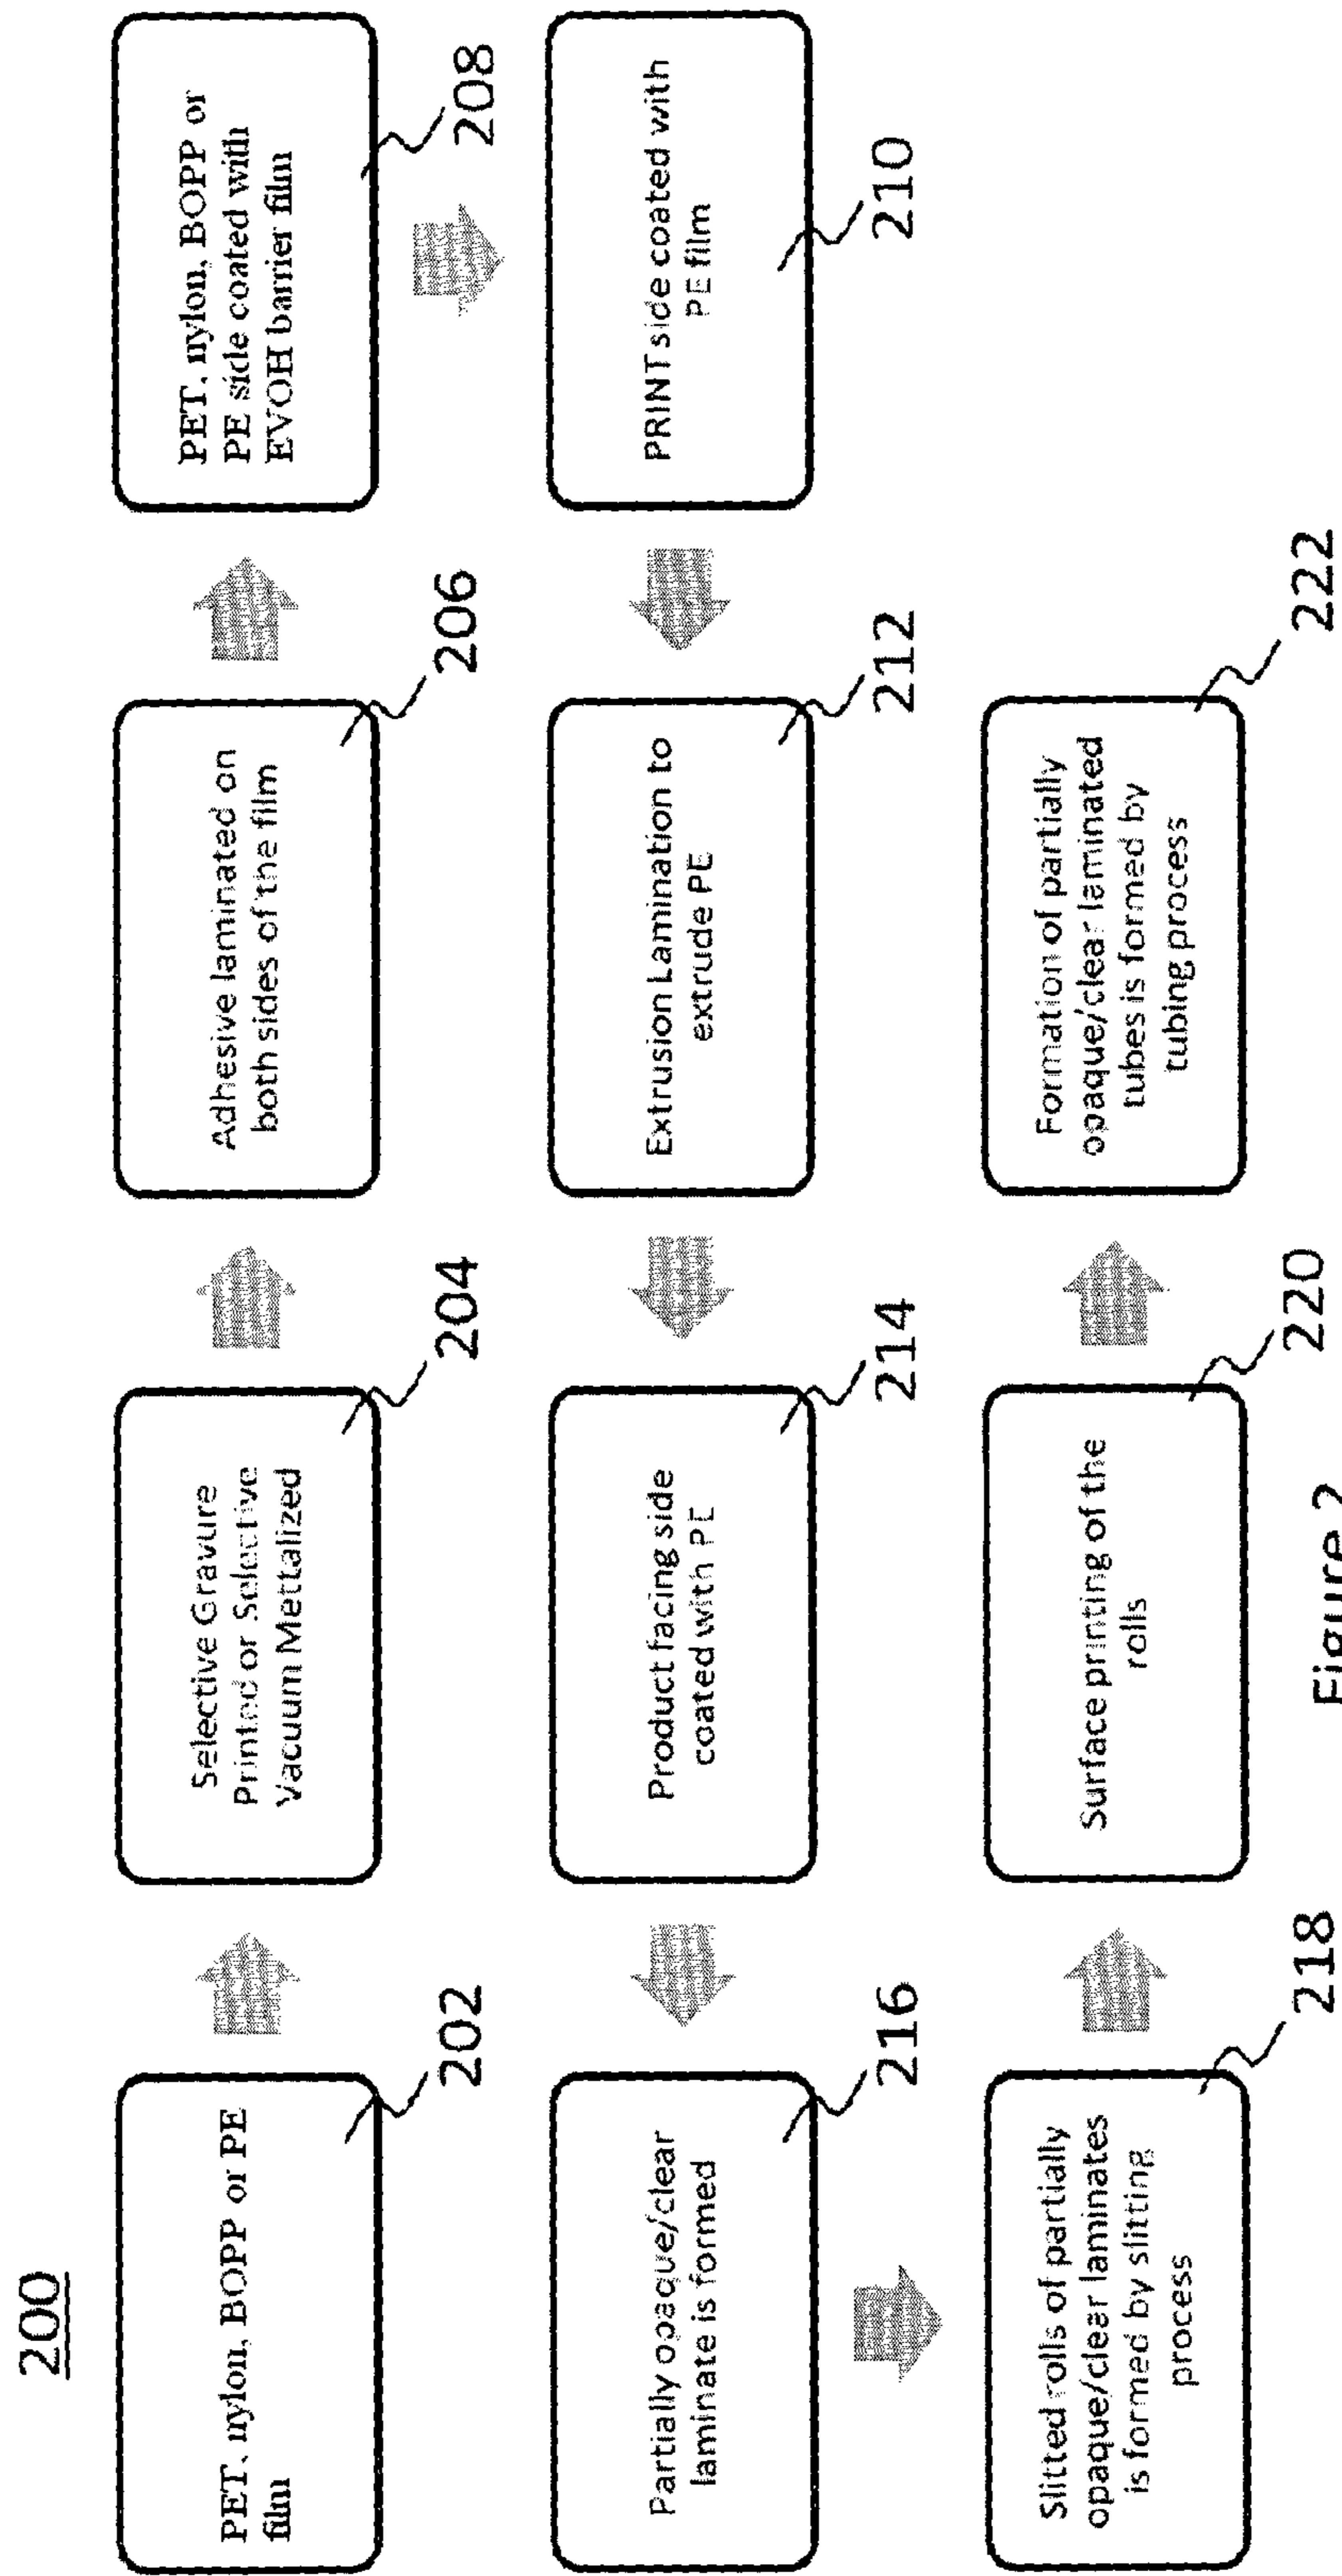 200
PET, nylon, BOPP or PE
film
202
Selective Gravure
Printed or Selective
Vacuum Mettalized
204
Adhesive laminated on
both sides of the film
206
PET, nylon, BOPP or
PE side coated with
EVOH barrier film
208
PRINT side coated with
PE film
210
Extrusion Lamination to
extrude PE
212
Product facing side
coated with PE
214
Partially opaque/clear
laminate is formed
216
Slitted rolls of partially
opaque/clear laminates
is formed by slitting
process
218
Surface printing of the
rolls
220
Formation of partially
opaque/clear laminated
tubes is formed by
tubing process
222
Figure 2